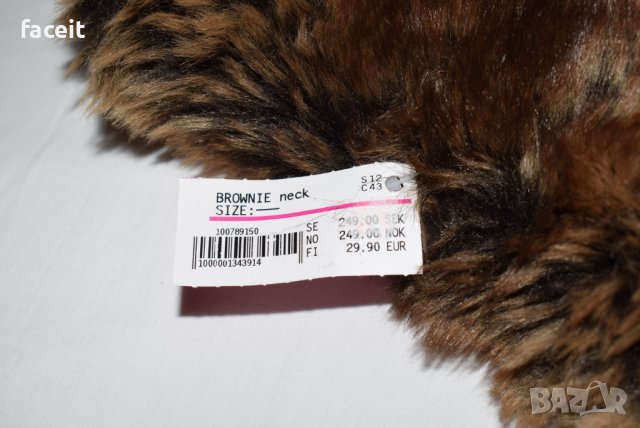 faceit
BROWNIE neck
SIZE:——
S12
C43
100789150
1000001343914
SE 249.00 SEK
NO 249.00 NOK
FI 29.90 EUR
BAZAR